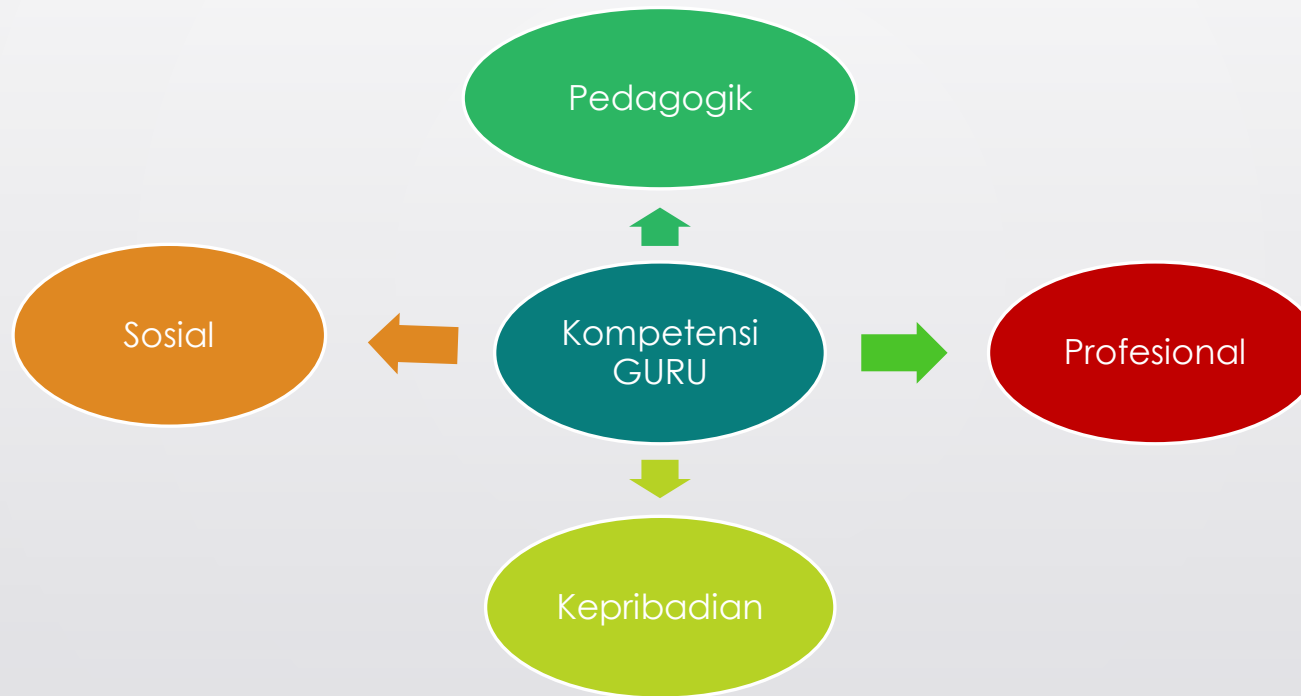 Pedagogik
Sosial
Kompetensi
GURU
Profesional
Kepribadian